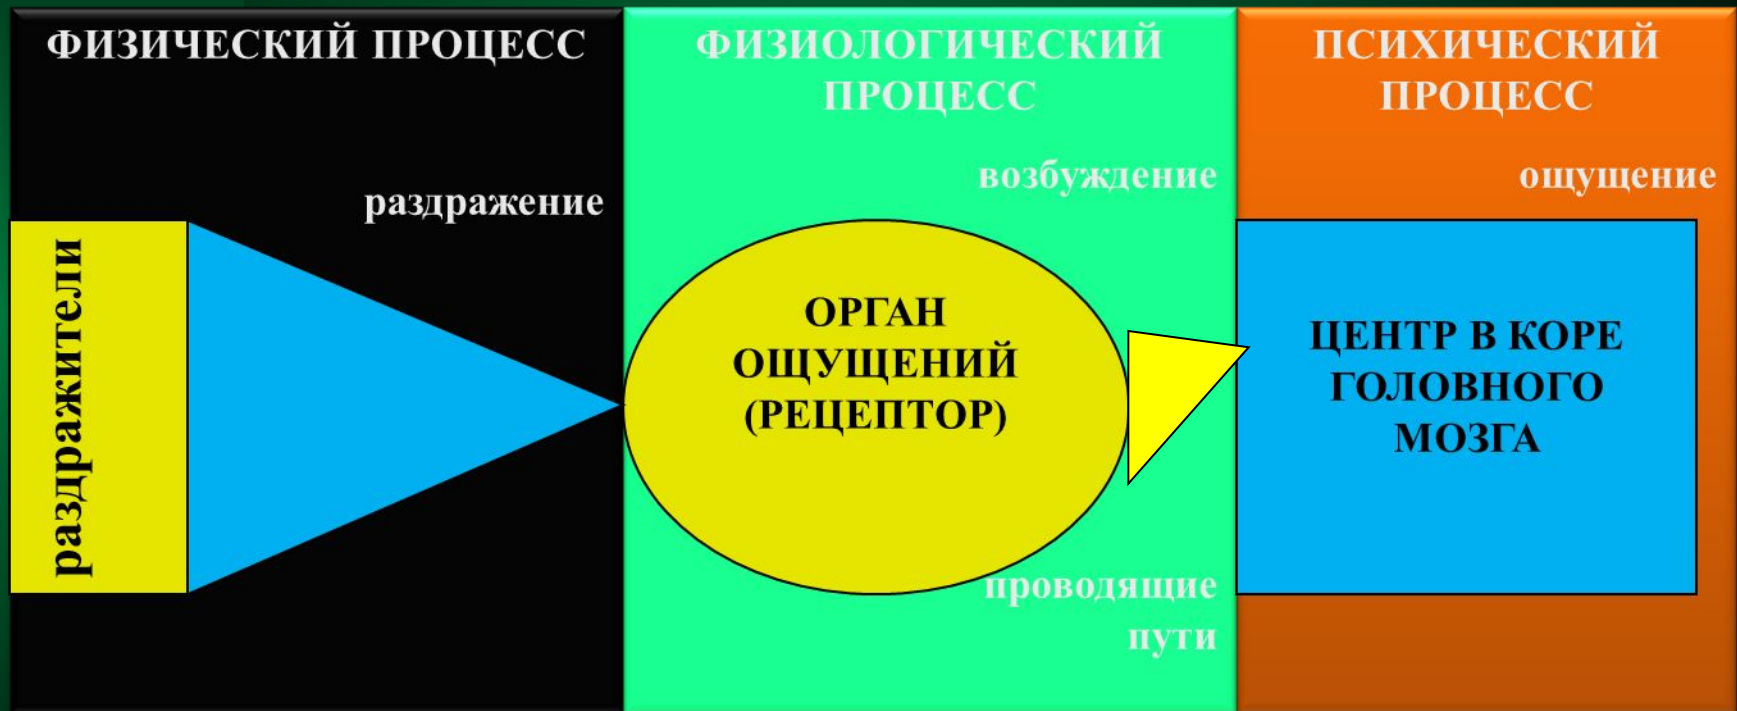 ФИЗИЧЕСКИЙ ПРОЦЕСС
раздражение
раздражители
ФИЗИОЛОГИЧЕСКИЙ
ПРОЦЕСС
возбуждение
ОРГАН
ОЩУЩЕНИЙ
(РЕЦЕПТОР)
проводящие
пути
ПСИХИЧЕСКИЙ
ПРОЦЕСС
ощущение
ЦЕНТР В КОРЕ
ГОЛОВНОГО
МОЗГА